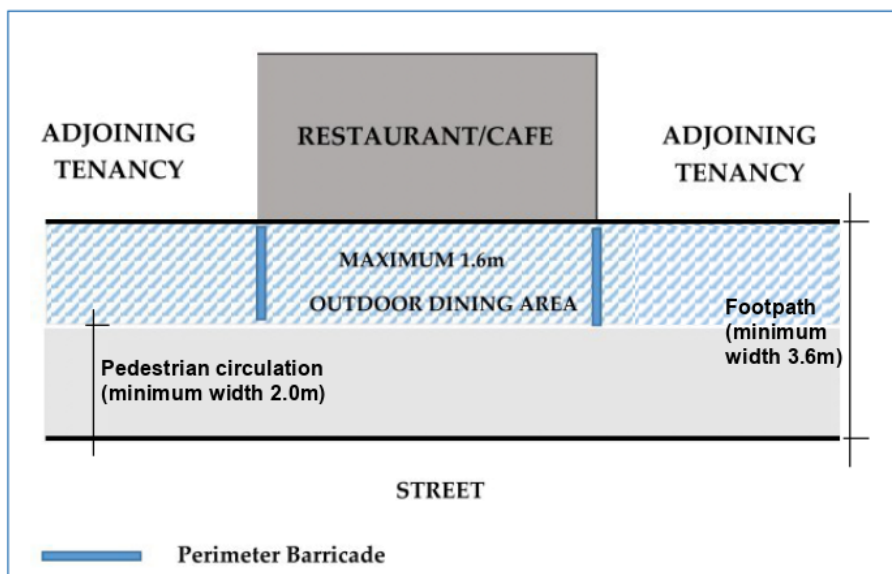 ADJOINING
TENANCY
RESTAURANT/CAFE
ADJOINING
TENANCY
MAXIMUM 1.6m
OUTDOOR DINING AREA
Footpath
(minimum
width 3.6m)
Pedestrian circulation
(minimum width 2.0m)
STREET
Perimeter Barricade